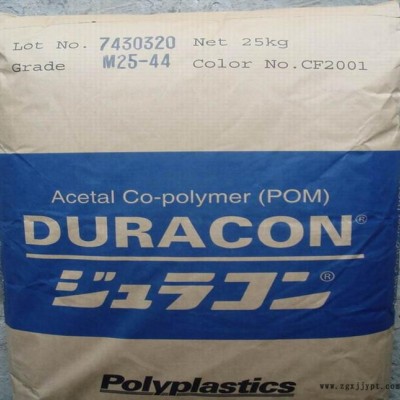 Lot No. 7430320 Net 25kg
Grade M25-44 Color No.CF2001
Acetal Co-polymer (POM)
DURACON®
ジュラコン®
Polyplastics
www.zgxjjypz.com